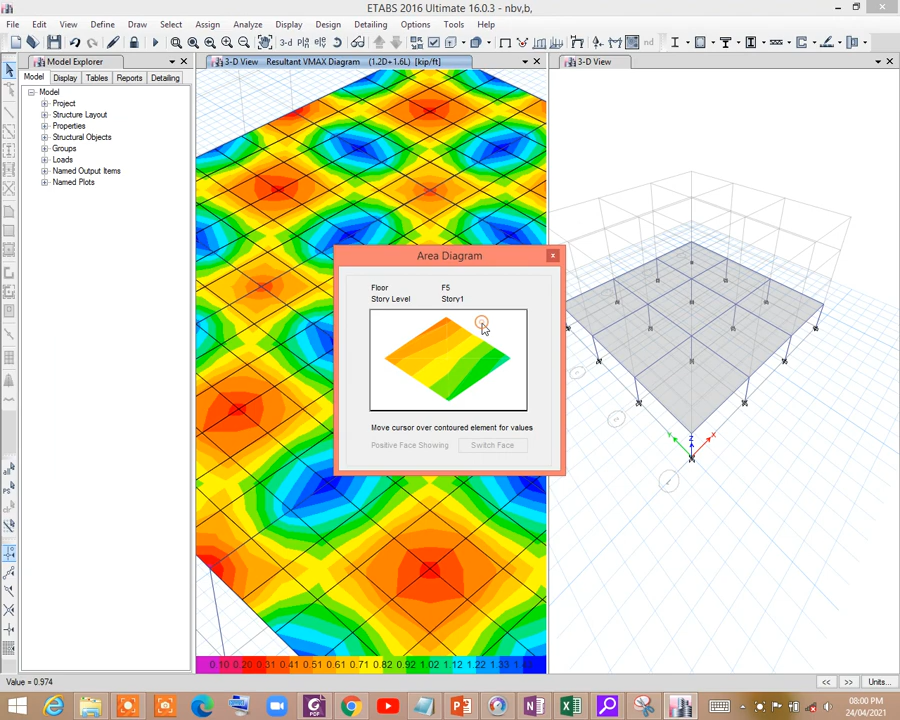 ETABS 2016 Ultimate 16.0.3 - nbv,b,
File Edit View Define Draw Select Assign Analyze Display Design Detailing Options Tools Help
3-d nd
Model Explorer
3-D View Resultant VMAX Diagram (1.2D+1.6L) [kip/ft]
3-D View
Model Display Tables Reports Detailing
Model
Project
Structure Layout
Properties
Structural Objects
Groups
Loads
Named Output Items
Named Plots
Area Diagram
Floor F5
Story Level Story1
Move cursor over contoured element for values
Positive Face Showing Switch Face
Y Z X
0.10 0.20 0.31 0.41 0.51 0.61 0.71 0.82 0.92 1.02 1.12 1.22 1.33
Value = 0.974
<< >> Units...
08:00 PM
24/04/2021